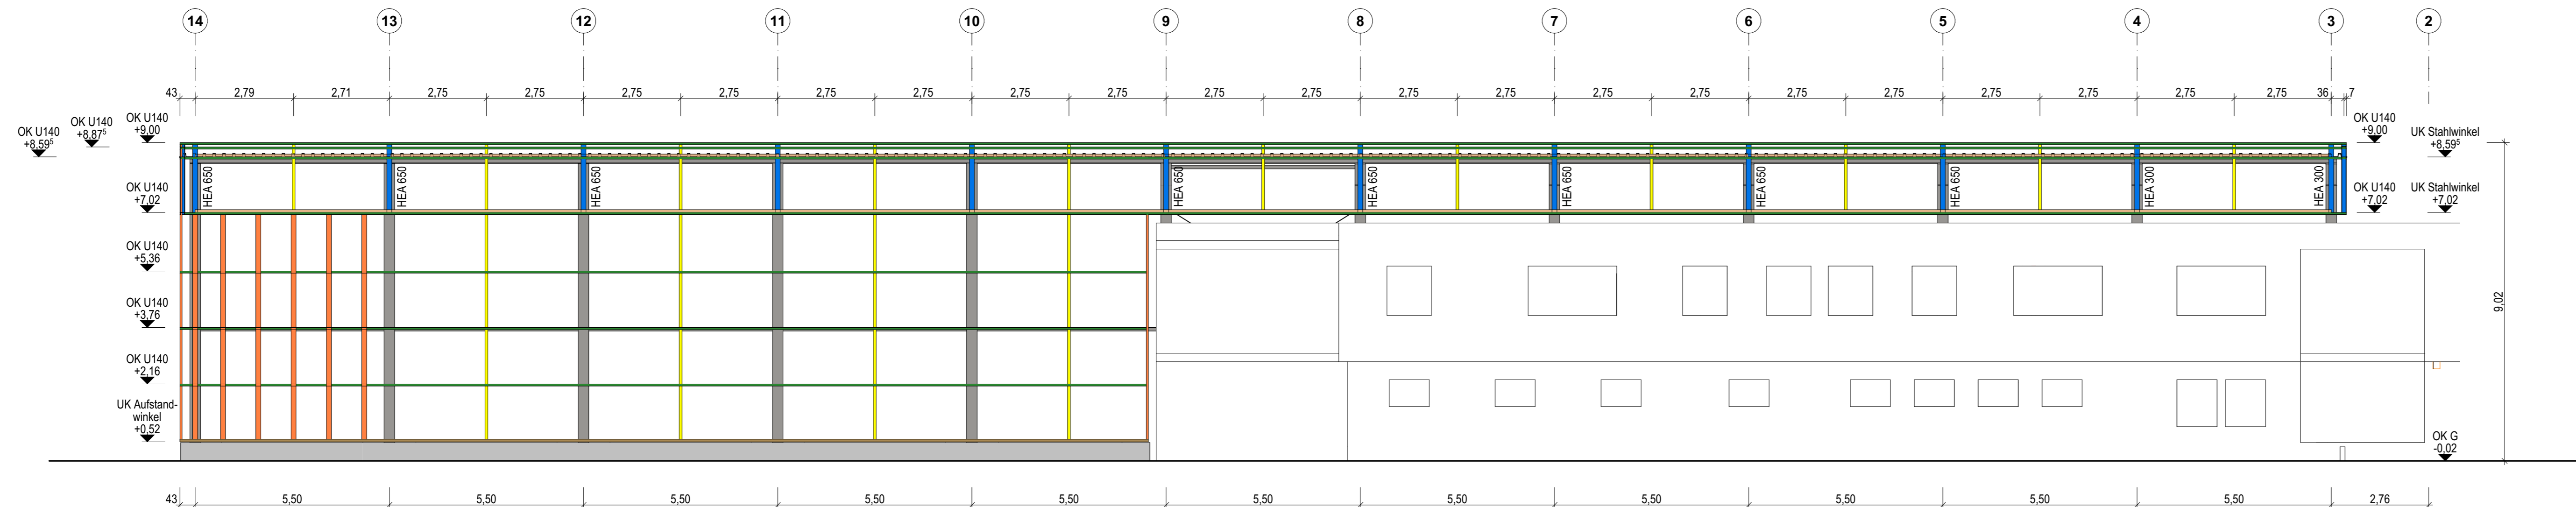 14 13 12 11 10 9 8 7 6 5 4 3 2
43 2,79 2,71 2,75 2,75 2,75 2,75 2,75 2,75 2,75 2,75 2,75 2,75 2,75 2,75 2,75 2,75 2,75 2,75 2,75 2,75 2,75 2,75 36 7
OK U140
+8,59⁵
OK U140
+8,87⁵
OK U140
+9,00
OK U140
+9,00
UK Stahlwinkel
+8,59⁵
HEA 650
HEA 650
HEA 650
HEA 650
HEA 650
HEA 650
HEA 650
HEA 650
HEA 300
HEA 300
OK U140
+7,02
OK U140
+7,02
UK Stahlwinkel
+7,02
OK U140
+5,36
OK U140
+3,76
9,02
OK U140
+2,16
UK Aufstand-
winkel
+0,52
OK G
-0,02
43 5,50 5,50 5,50 5,50 5,50 5,50 5,50 5,50 5,50 5,50 5,50 2,76